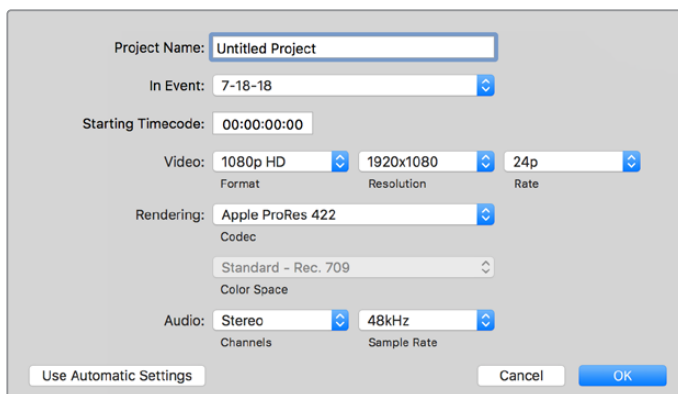 Project Name: Untitled Project
In Event: 7-18-18
Starting Timecode: 00:00:00:00
Video: 1080p HD 1920x1080 24p
Format Resolution Rate
Rendering: Apple ProRes 422
Codec
Standard - Rec. 709
Color Space
Audio: Stereo 48kHz
Channels Sample Rate
Use Automatic Settings Cancel OK